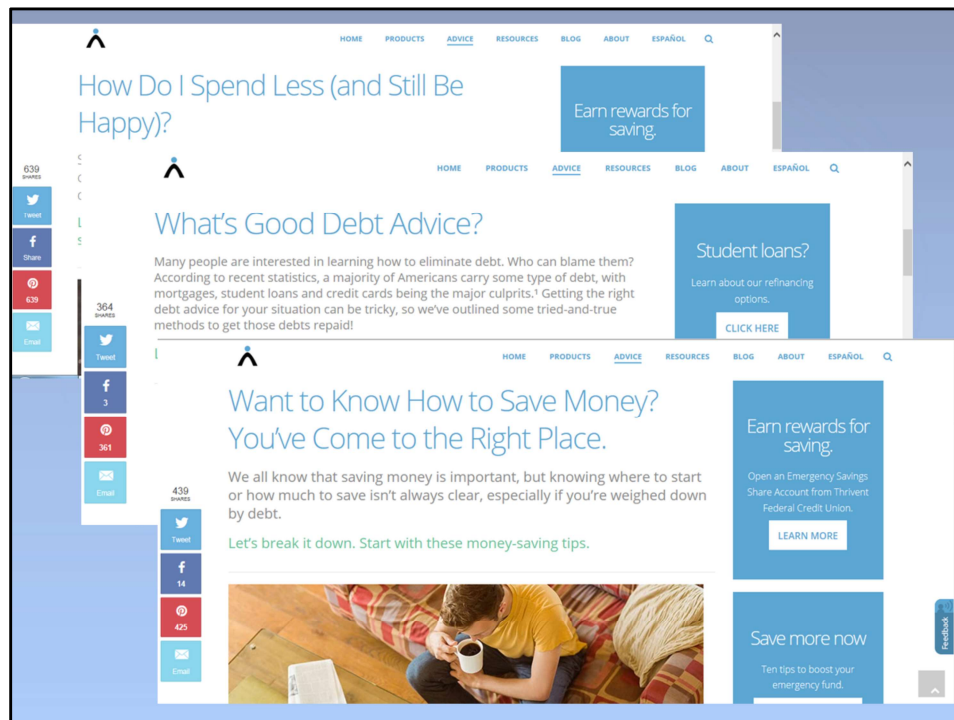 HOME PRODUCTS ADVICE RESOURCES BLOG ABOUT ESPAÑOL
How Do I Spend Less (and Still Be
Happy)?
Earn rewards for
saving.
639
SHARES
Tweet
Share
639
Email
HOME PRODUCTS ADVICE RESOURCES BLOG ABOUT ESPAÑOL
What's Good Debt Advice?
Many people are interested in learning how to eliminate debt. Who can blame them?
According to recent statistics, a majority of Americans carry some type of debt, with
mortgages, student loans and credit cards being the major culprits.¹ Getting the right
debt advice for your situation can be tricky, so we've outlined some tried-and-true
methods to get those debts repaid!
Student loans?
Learn about our refinancing
options.
CLICK HERE
364
SHARES
Tweet
3
361
Email
HOME PRODUCTS ADVICE RESOURCES BLOG ABOUT ESPAÑOL
Want to Know How to Save Money?
You've Come to the Right Place.
We all know that saving money is important, but knowing where to start
or how much to save isn't always clear, especially if you're weighed down
by debt.
Let's break it down. Start with these money-saving tips.
Earn rewards for
saving.
Open an Emergency Savings
Share Account from Thrivent
Federal Credit Union.
LEARN MORE
439
SHARES
Tweet
14
425
Email
Save more now
Ten tips to boost your
emergency fund.
Feedback